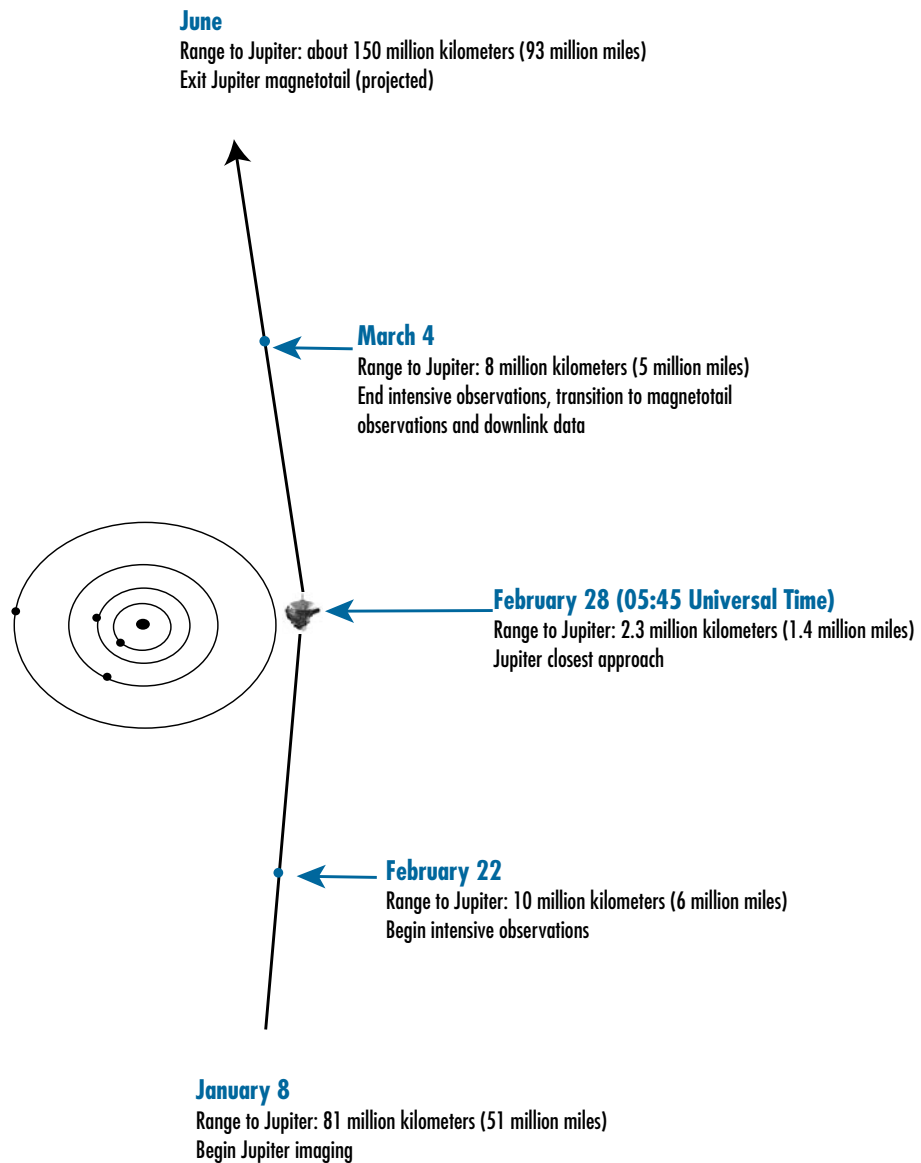 June
Range to Jupiter: about 150 million kilometers (93 million miles)
Exit Jupiter magnetotail (projected)
March 4
Range to Jupiter: 8 million kilometers (5 million miles)
End intensive observations, transition to magnetotail
observations and downlink data
February 28 (05:45 Universal Time)
Range to Jupiter: 2.3 million kilometers (1.4 million miles)
Jupiter closest approach
February 22
Range to Jupiter: 10 million kilometers (6 million miles)
Begin intensive observations
January 8
Range to Jupiter: 81 million kilometers (51 million miles)
Begin Jupiter imaging